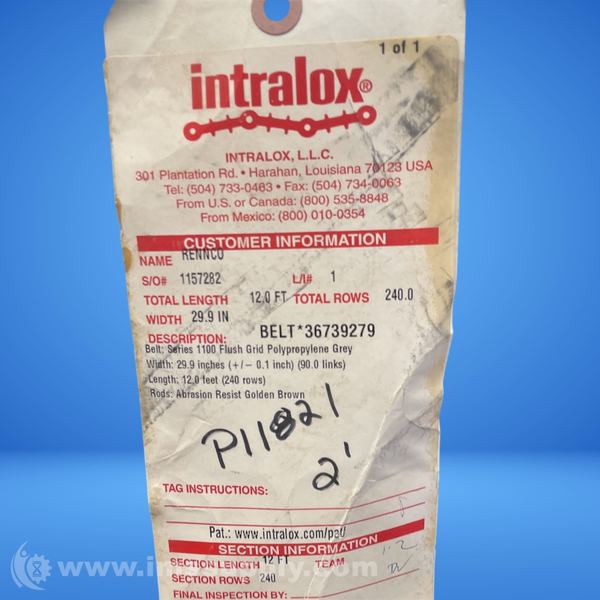 1 of 1
intralox®
INTRALOX, L.L.C.
301 Plantation Rd. • Harahan, Louisiana 70123 USA
Tel: (504) 733-0463 • Fax: (504) 734-0063
From U.S. or Canada: (800) 535-8848
From Mexico: (800) 010-0354
CUSTOMER INFORMATION
NAME RENNCO
S/O# 1157282 L/I# 1
TOTAL LENGTH 12.0 FT TOTAL ROWS 240.0
WIDTH 29.9 IN
DESCRIPTION: BELT*36739279
Belt: Series 1100 Flush Grid Polypropylene Grey
Width: 29.9 inches (+/- 0.1 inch) (90.0 links)
Length: 12.0 feet (240 rows)
Rods: Abrasion Resist Golden Brown
P11821
2'
TAG INSTRUCTIONS:
Pat.: www.intralox.com/pat/
SECTION INFORMATION
SECTION LENGTH 12 FT TEAM
SECTION ROWS 240
FINAL INSPECTION BY: